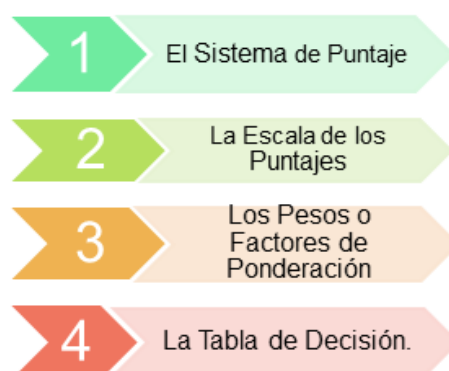 1
El Sistema de Puntaje
2
La Escala de los
Puntajes
3
Los Pesos o
Factores de
Ponderación
4
La Tabla de Decisión.